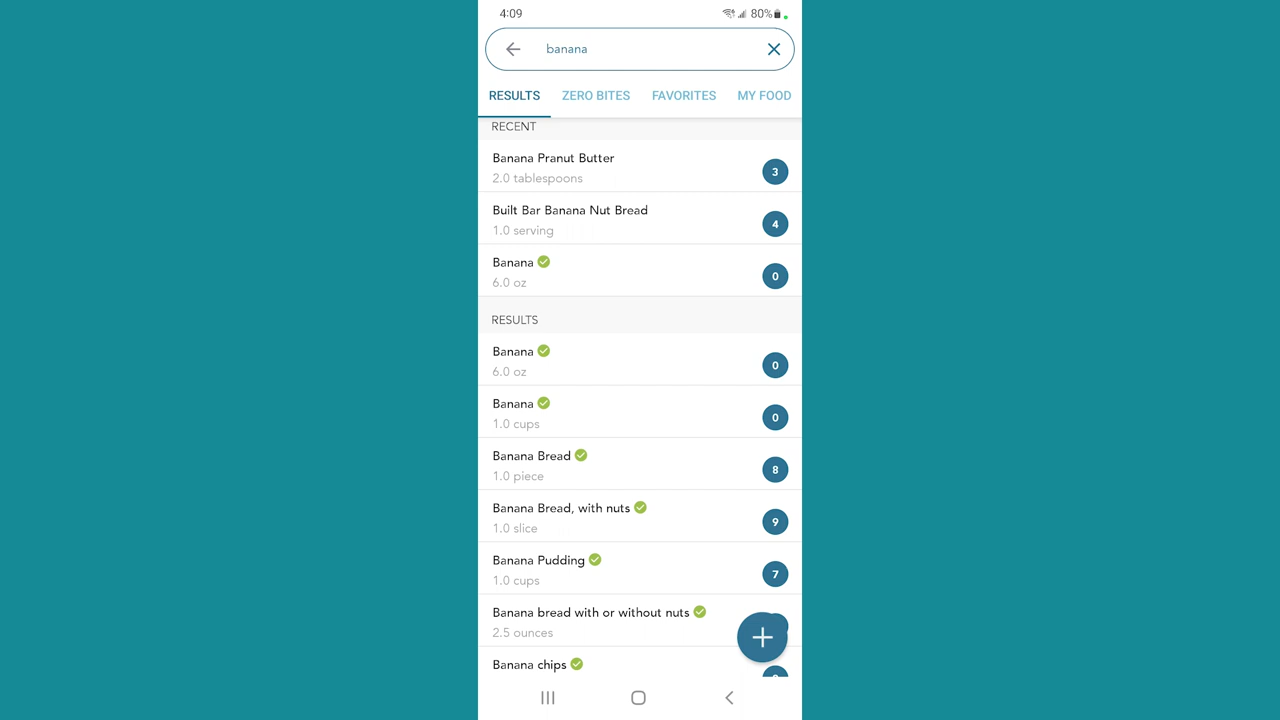 4:09 80%
banana
RESULTS ZERO BITES FAVORITES MY FOOD
RECENT
Banana Pranut Butter
2.0 tablespoons
3
Built Bar Banana Nut Bread
1.0 serving
4
Banana
6.0 oz
0
RESULTS
Banana
6.0 oz
0
Banana
1.0 cups
0
Banana Bread
1.0 piece
8
Banana Bread, with nuts
1.0 slice
9
Banana Pudding
1.0 cups
7
Banana bread with or without nuts
2.5 ounces
Banana chips